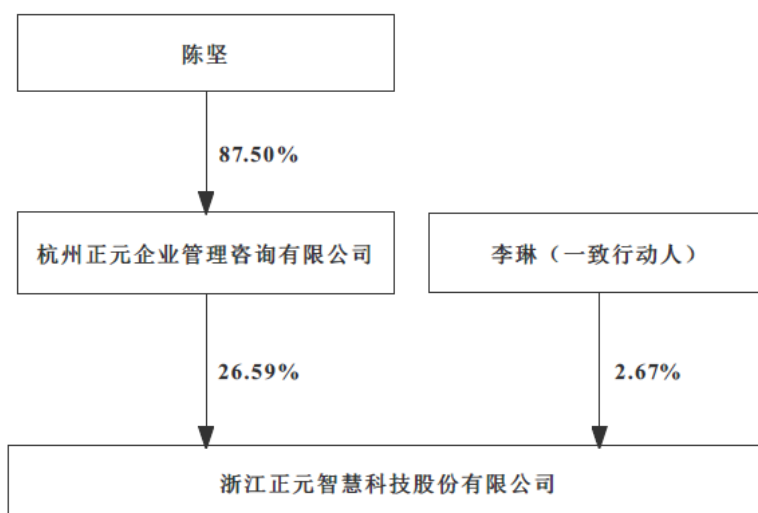 陈坚
87.50%
杭州正元企业管理咨询有限公司
李琳（一致行动人）
26.59%
2.67%
浙江正元智慧科技股份有限公司